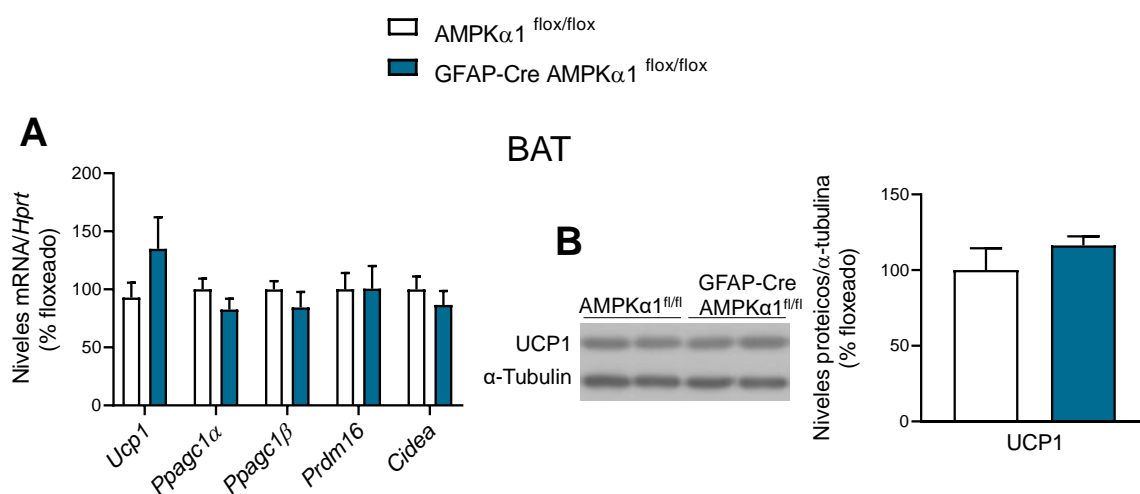 AMPKα1 flox/flox
GFAP-Cre AMPKα1 flox/flox
A
BAT
Niveles mRNA/Hprt
(% floxeado)
200
150
100
50
0
Ucp1
Ppagc1α
Ppagc1β
Prdm16
Cidea
B
AMPKα1fl/fl
GFAP-Cre
AMPKα1fl/fl
UCP1
α-Tubulin
Niveles proteicos/α-tubulina
(% floxeado)
150
100
50
0
UCP1